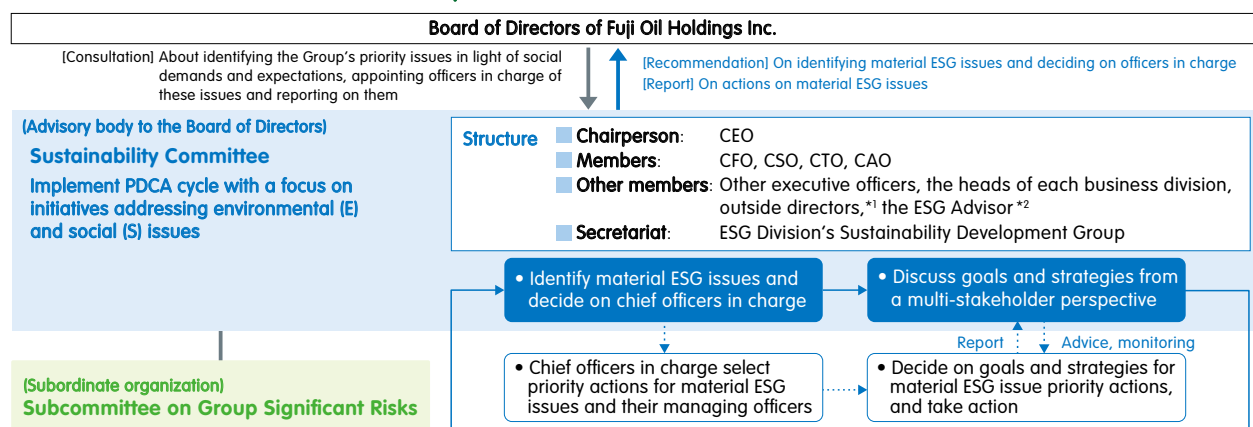 Board of Directors of Fuji Oil Holdings Inc.
[Consultation] About identifying the Group's priority issues in light of social
demands and expectations, appointing officers in charge of
these issues and reporting on them
[Recommendation] On identifying material ESG issues and deciding on officers in charge
[Report] On actions on material ESG issues
(Advisory body to the Board of Directors)
Sustainability Committee
Implement PDCA cycle with a focus on
initiatives addressing environmental (E)
and social (S) issues
Structure
Chairperson: CEO
Members: CFO, CSO, CTO, CAO
Other members: Other executive officers, the heads of each business division,
outside directors,*1 the ESG Advisor*2
Secretariat: ESG Division's Sustainability Development Group
• Identify material ESG issues and
decide on chief officers in charge
• Discuss goals and strategies from
a multi-stakeholder perspective
Report
Advice, monitoring
• Chief officers in charge select
priority actions for material ESG
issues and their managing officers
• Decide on goals and strategies for
material ESG issue priority actions,
and take action
(Subordinate organization)
Subcommittee on Group Significant Risks